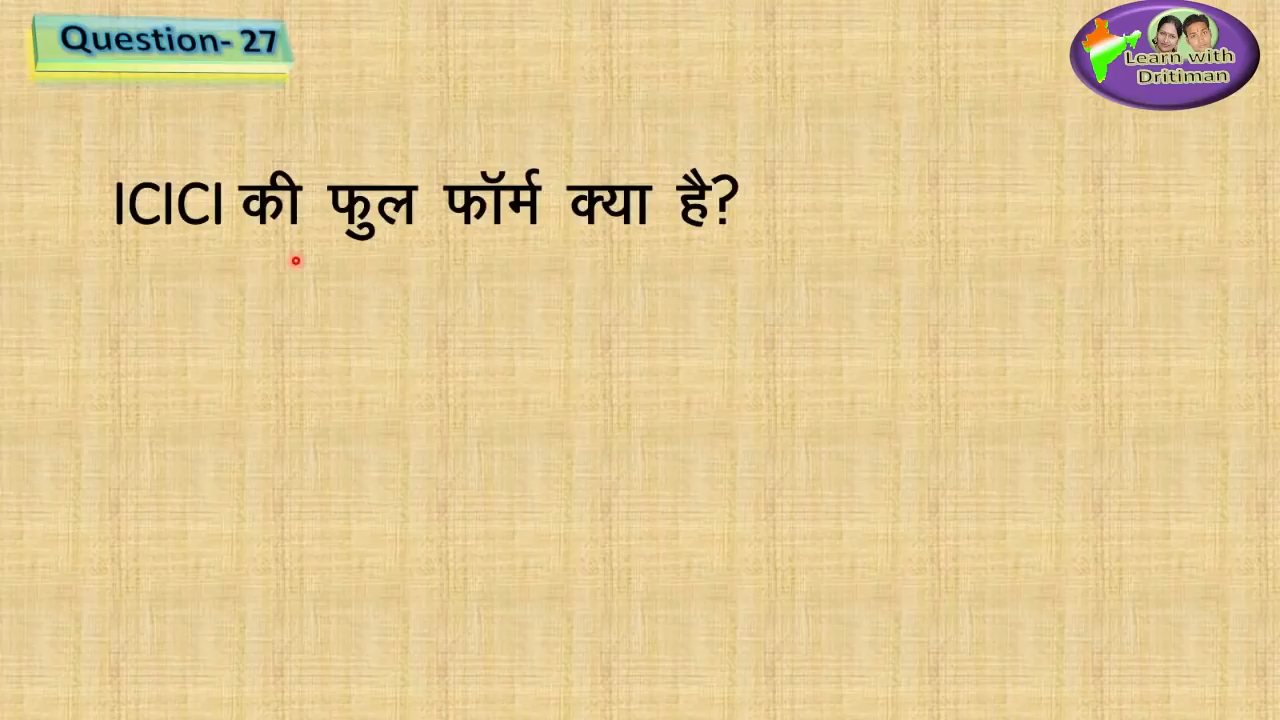 Question- 27
Learn with
Dritiman
ICICI की फुल फॉर्म क्या है?